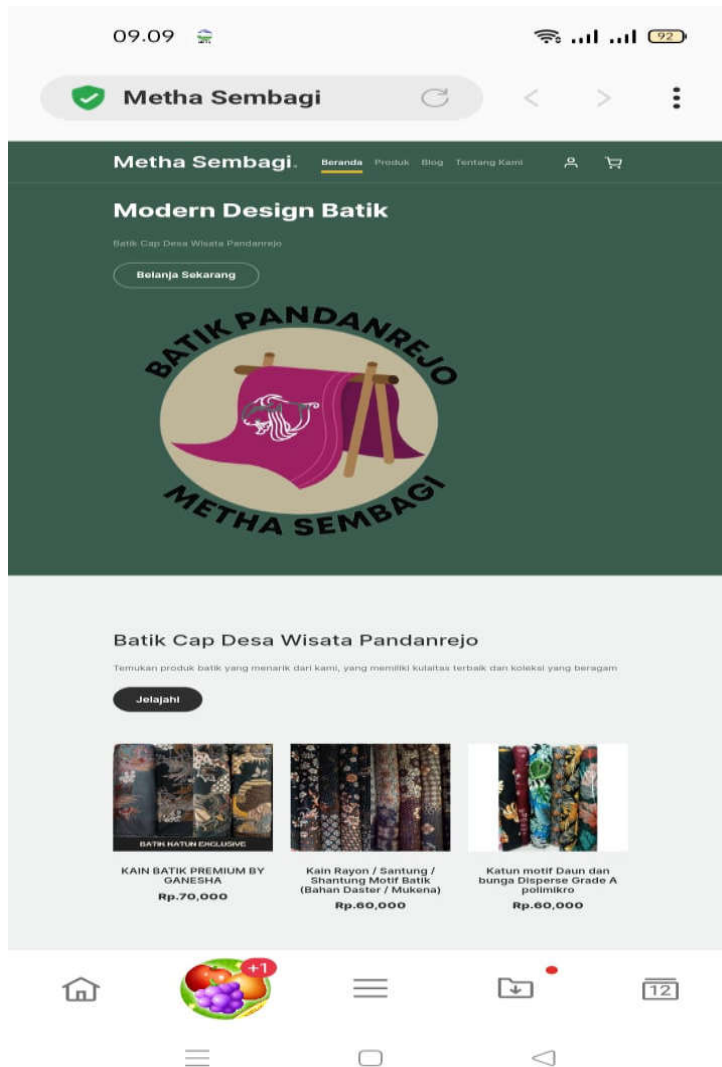 09.09
92
Metha Sembagi
Metha Sembagi. Beranda Produk Blog Tentang Kami
Modern Design Batik
Batik Cap Desa Wisata Pandanrejo
Belanja Sekarang
BATIK PANDANREJO
METHA SEMBAGI
Batik Cap Desa Wisata Pandanrejo
Temukan produk batik yang menarik dari kami, yang memiliki kulaitas terbaik dan koleksi yang beragam
Jelajahi
BATIK KATUN EXCLUSIVE
KAIN BATIK PREMIUM BY
GANESHA
Rp.70,000
Kain Rayon / Santung /
Shantung Motif Batik
(Bahan Daster / Mukena)
Rp.60,000
Katun motif Daun dan
bunga Disperse Grade A
polimikro
Rp.60,000
+1
12